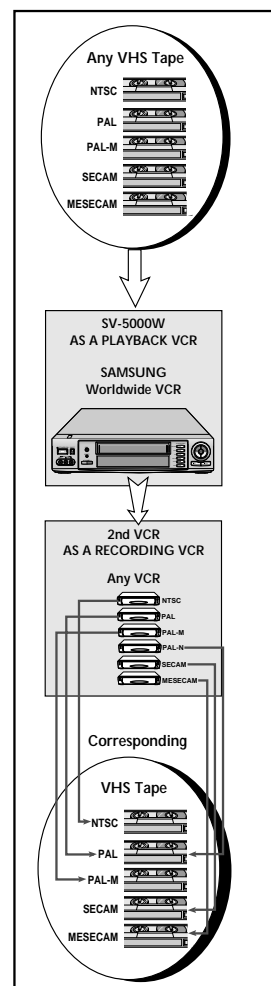 Any VHS Tape
NTSC
PAL
PAL-M
SECAM
MESECAM
SV-5000W
AS A PLAYBACK VCR
SAMSUNG
Worldwide VCR
2nd VCR
AS A RECORDING VCR
Any VCR
NTSC
PAL
PAL-M
PAL-N
SECAM
MESECAM
Corresponding
VHS Tape
NTSC
PAL
PAL-M
SECAM
MESECAM